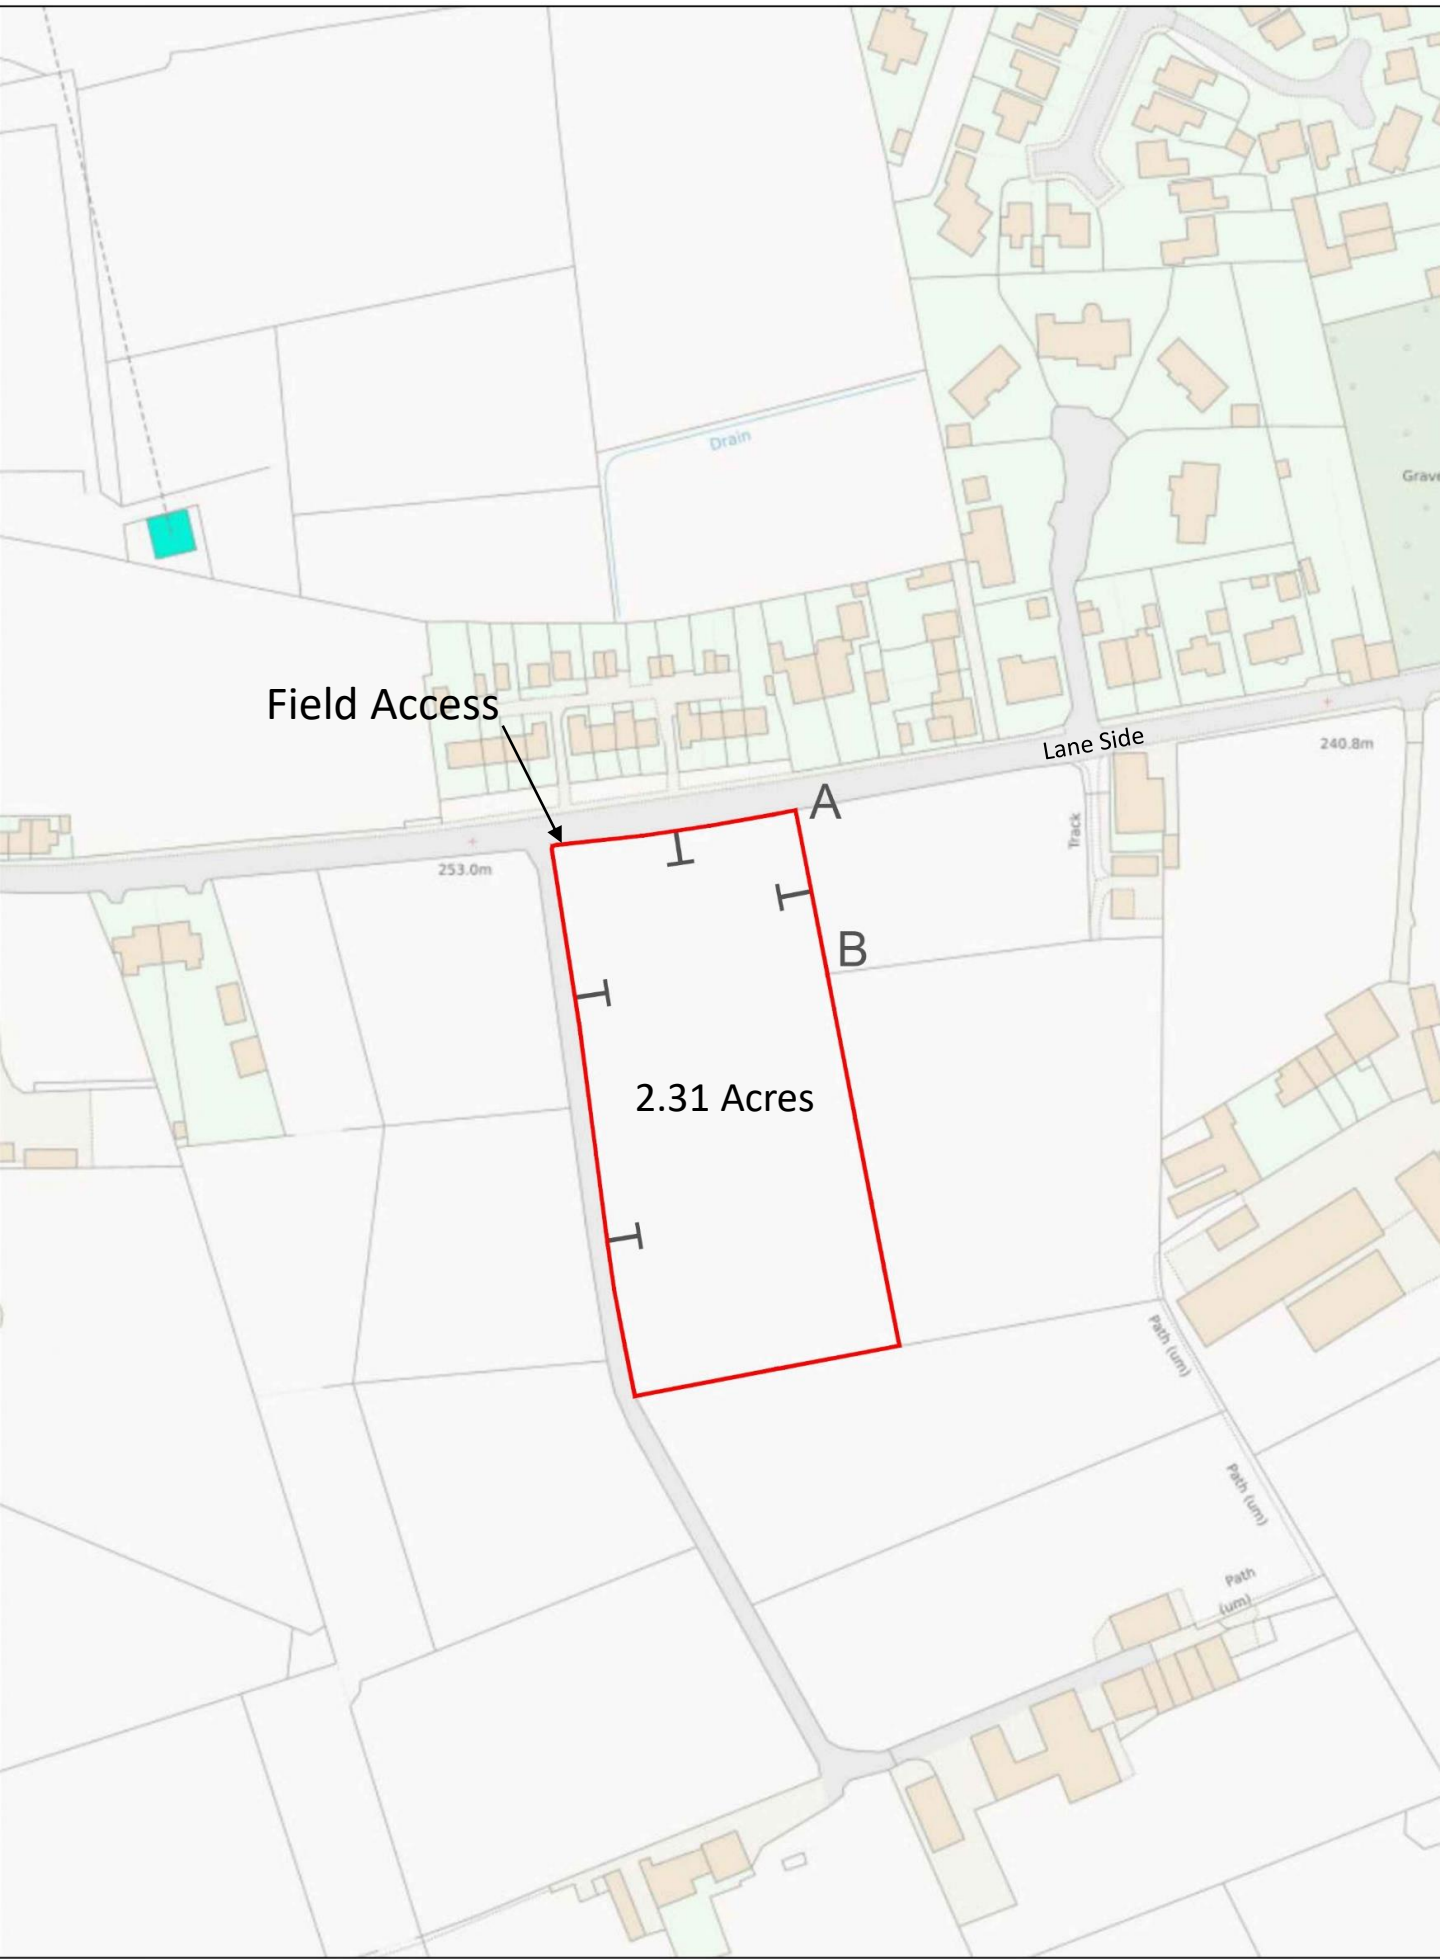 Drain
Grave
Field Access
Lane Side
240.8m
A
Track
253.0m
B
2.31 Acres
Path (um)
Path (um)
Path
(um)